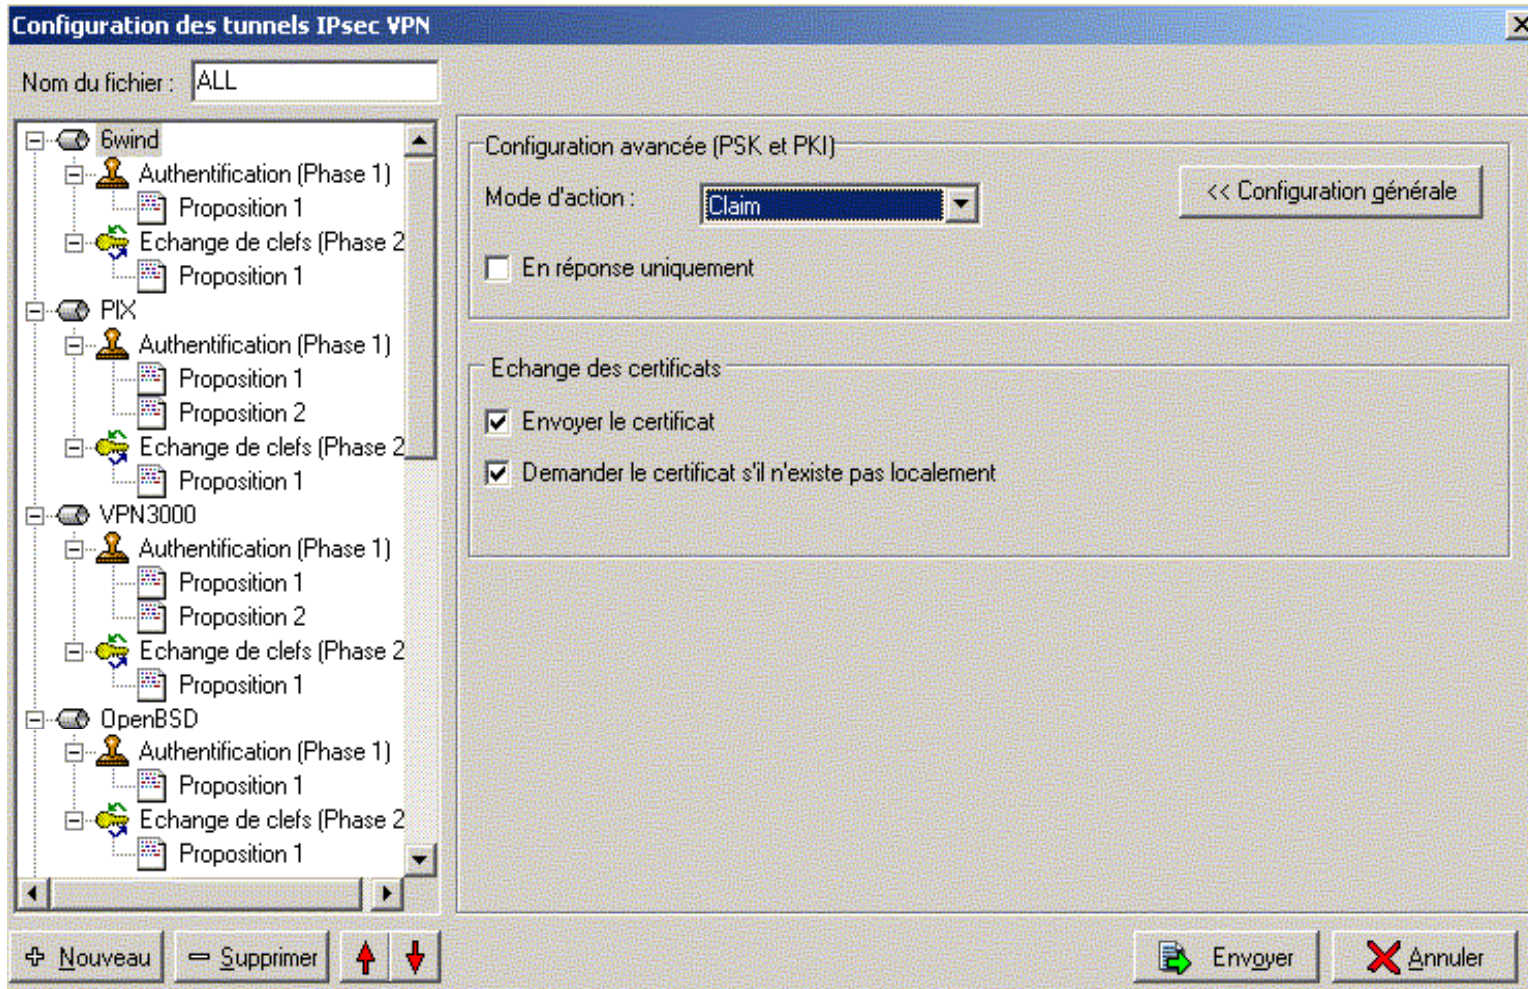 Configuration des tunnels IPsec VPN
Nom du fichier : ALL
6wind
Authentification (Phase 1)
Proposition 1
Echange de clefs (Phase 2
Proposition 1
PIX
Authentification (Phase 1)
Proposition 1
Proposition 2
Echange de clefs (Phase 2
Proposition 1
VPN3000
Authentification (Phase 1)
Proposition 1
Proposition 2
Echange de clefs (Phase 2
Proposition 1
OpenBSD
Authentification (Phase 1)
Proposition 1
Echange de clefs (Phase 2
Proposition 1
Configuration avancée (PSK et PKI)
Mode d'action : Claim
<< Configuration générale
En réponse uniquement
Echange des certificats
Envoyer le certificat
Demander le certificat s'il n'existe pas localement
Nouveau
Supprimer
Envoyer
Annuler